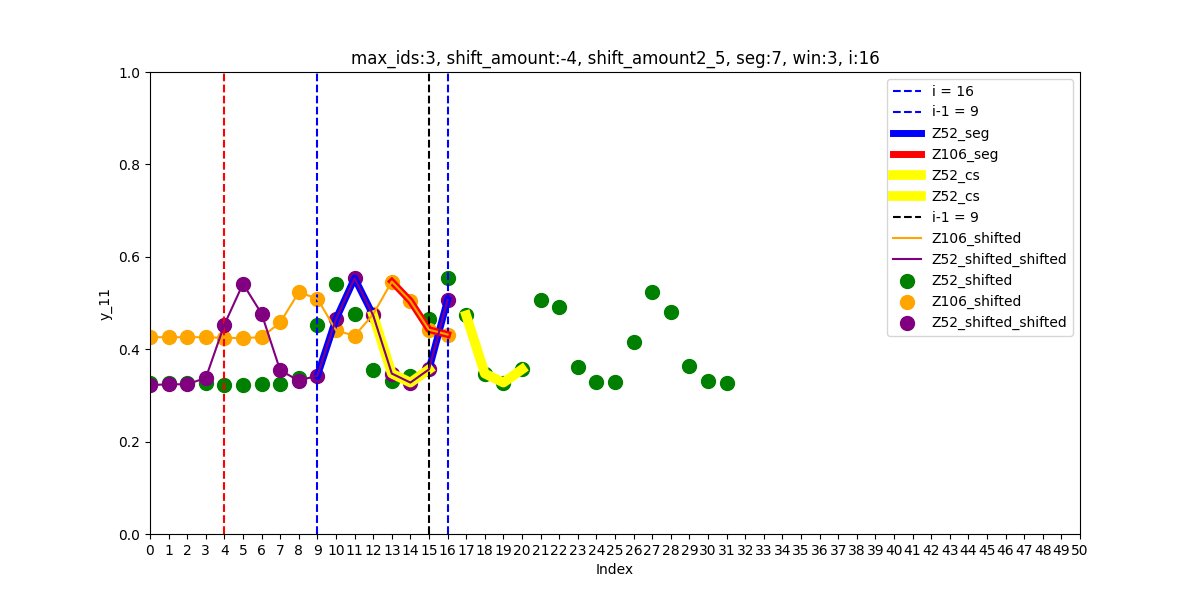 max_ids:3, shift_amount:-4, shift_amount2_5, seg:7, win:3, i:16
1.0
0.8
0.6
0.4
0.2
0.0
y_11
i = 16
i-1 = 9
Z52_seg
Z106_seg
Z52_cs
Z52_cs
i-1 = 9
Z106_shifted
Z52_shifted_shifted
Z52_shifted
Z106_shifted
Z52_shifted_shifted
0 1 2 3 4 5 6 7 8 9 10 11 12 13 14 15 16 17 18 19 20 21 22 23 24 25 26 27 28 29 30 31 32 33 34 35 36 37 38 39 40 41 42 43 44 45 46 47 48 49 50
Index